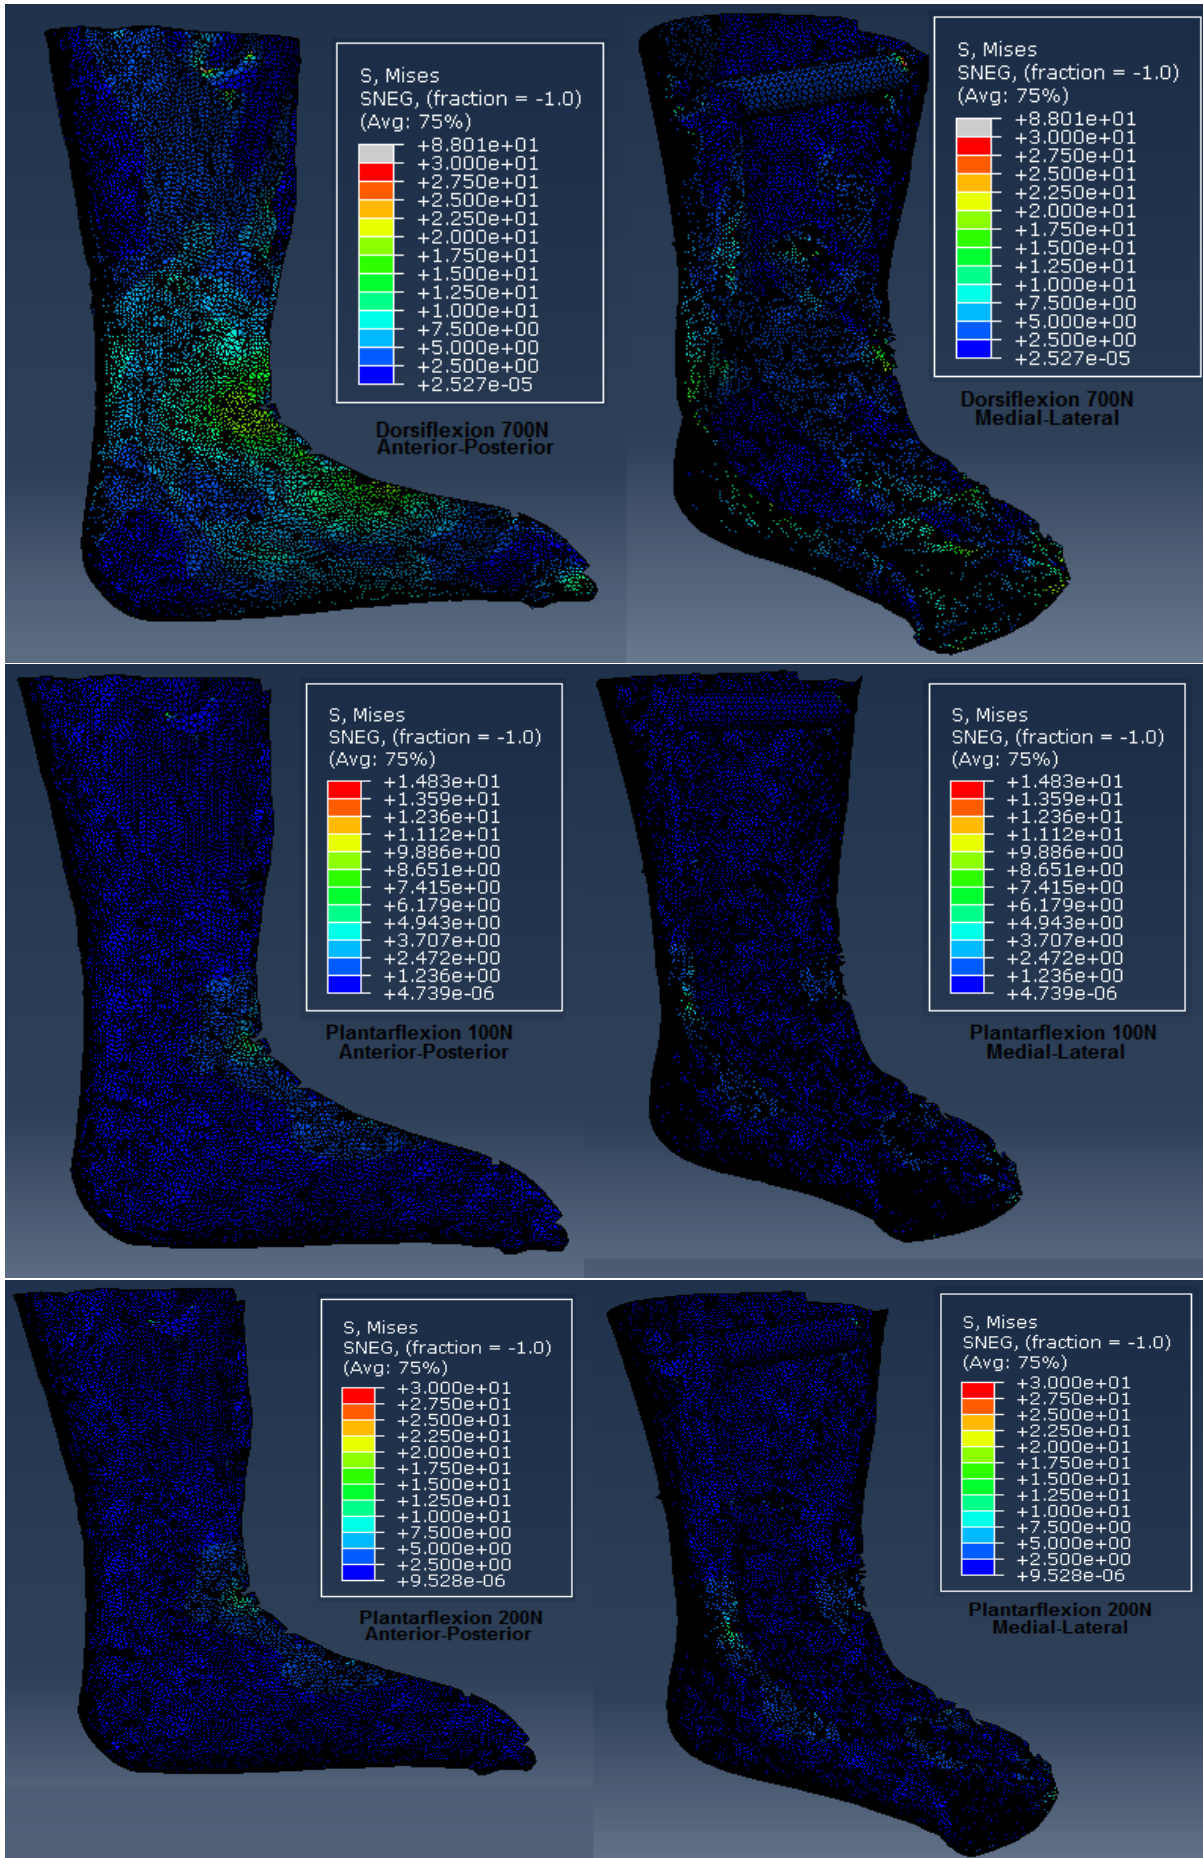 S, Mises
SNEG, (fraction = -1.0)
(Avg: 75%)
+8.801e+01
+3.000e+01
+2.750e+01
+2.500e+01
+2.250e+01
+2.000e+01
+1.750e+01
+1.500e+01
+1.250e+01
+1.000e+01
+7.500e+00
+5.000e+00
+2.500e+00
+2.527e-05
Dorsiflexion 700N
Anterior-Posterior
S, Mises
SNEG, (fraction = -1.0)
(Avg: 75%)
+8.801e+01
+3.000e+01
+2.750e+01
+2.500e+01
+2.250e+01
+2.000e+01
+1.750e+01
+1.500e+01
+1.250e+01
+1.000e+01
+7.500e+00
+5.000e+00
+2.500e+00
+2.527e-05
Dorsiflexion 700N
Medial-Lateral
S, Mises
SNEG, (fraction = -1.0)
(Avg: 75%)
+1.483e+01
+1.359e+01
+1.236e+01
+1.112e+01
+9.886e+00
+8.651e+00
+7.415e+00
+6.179e+00
+4.943e+00
+3.707e+00
+2.472e+00
+1.236e+00
+4.739e-06
Plantarflexion 100N
Anterior-Posterior
S, Mises
SNEG, (fraction = -1.0)
(Avg: 75%)
+1.483e+01
+1.359e+01
+1.236e+01
+1.112e+01
+9.886e+00
+8.651e+00
+7.415e+00
+6.179e+00
+4.943e+00
+3.707e+00
+2.472e+00
+1.236e+00
+4.739e-06
Plantarflexion 100N
Medial-Lateral
S, Mises
SNEG, (fraction = -1.0)
(Avg: 75%)
+3.000e+01
+2.750e+01
+2.500e+01
+2.250e+01
+2.000e+01
+1.750e+01
+1.500e+01
+1.250e+01
+1.000e+01
+7.500e+00
+5.000e+00
+2.500e+00
+9.528e-06
Plantarflexion 200N
Anterior-Posterior
S, Mises
SNEG, (fraction = -1.0)
(Avg: 75%)
+3.000e+01
+2.750e+01
+2.500e+01
+2.250e+01
+2.000e+01
+1.750e+01
+1.500e+01
+1.250e+01
+1.000e+01
+7.500e+00
+5.000e+00
+2.500e+00
+9.528e-06
Plantarflexion 200N
Medial-Lateral